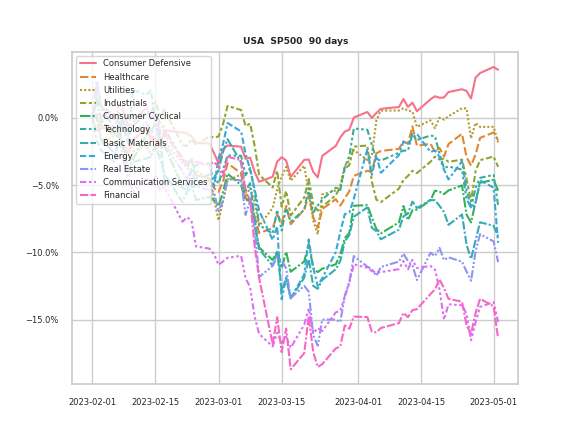 USA SP500 90 days
Consumer Defensive
Healthcare
Utilities
Industrials
Consumer Cyclical
Technology
Basic Materials
Energy
Real Estate
Communication Services
Financial
0.0%
−5.0%
−10.0%
−15.0%
2023-02-01 2023-02-15 2023-03-01 2023-03-15 2023-04-01 2023-04-15 2023-05-01